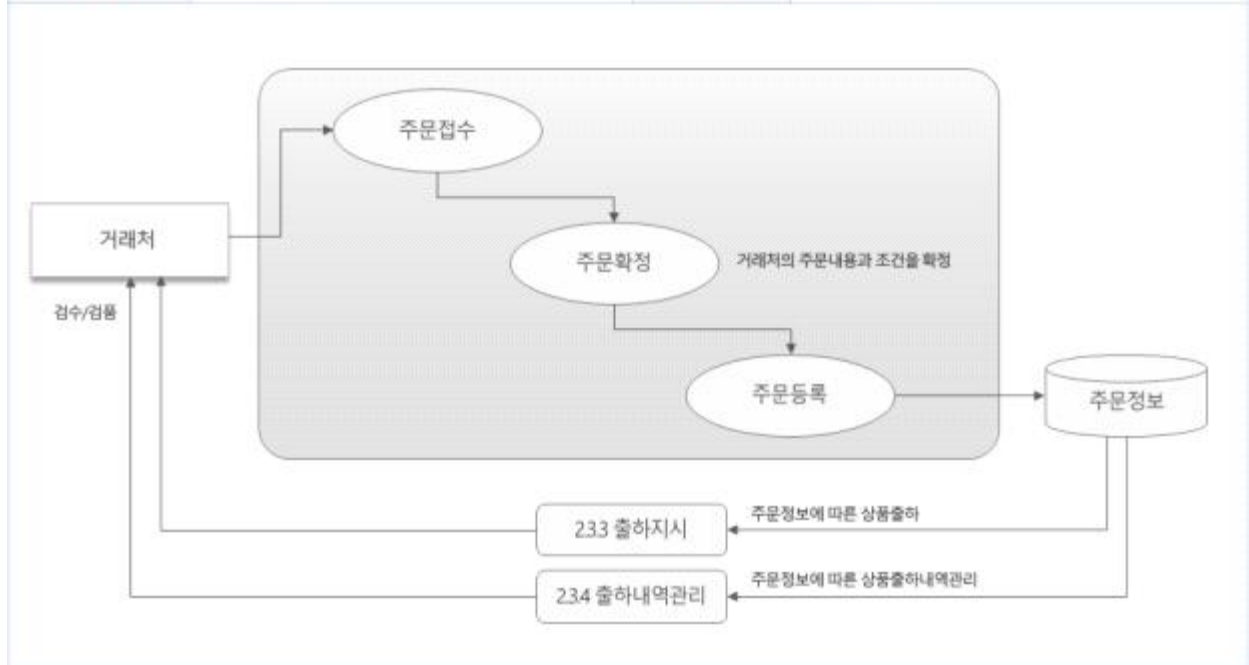 주문접수
거래처
주문확정
거래처의 주문내용과 조건을 확정
검수/검품
주문등록
주문정보
2.3.3 출하지시
주문정보에 따른 상품출하
2.3.4 출하내역관리
주문정보에 따른 상품출하내역관리